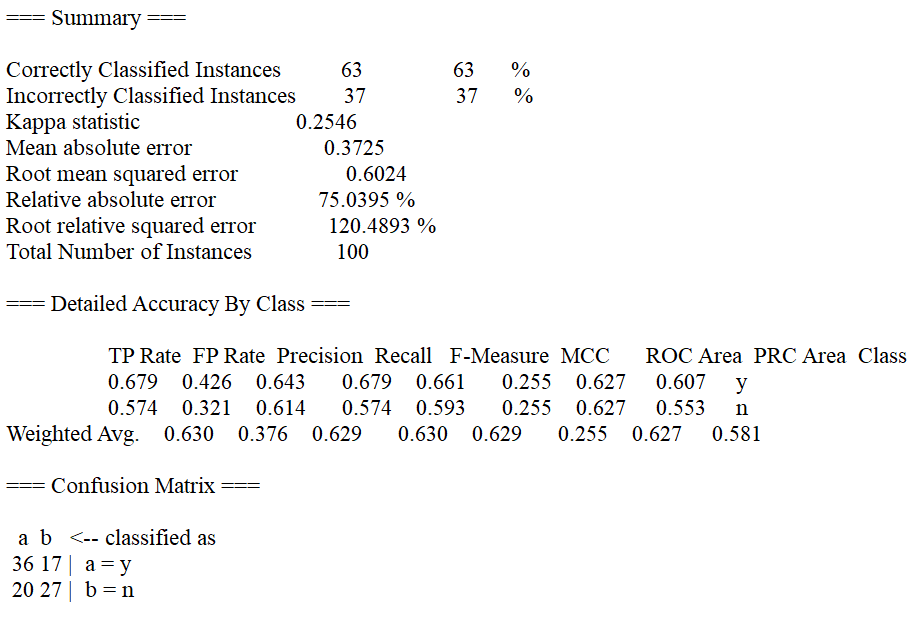 === Summary ===
Correctly Classified Instances 63 63 %
Incorrectly Classified Instances 37 37 %
Kappa statistic 0.2546
Mean absolute error 0.3725
Root mean squared error 0.6024
Relative absolute error 75.0395 %
Root relative squared error 120.4893 %
Total Number of Instances 100
=== Detailed Accuracy By Class ===
TP Rate FP Rate Precision Recall F-Measure MCC ROC Area PRC Area Class
0.679 0.426 0.643 0.679 0.661 0.255 0.627 0.607 y
0.574 0.321 0.614 0.574 0.593 0.255 0.627 0.553 n
Weighted Avg. 0.630 0.376 0.629 0.630 0.629 0.255 0.627 0.581
=== Confusion Matrix ===
a b <-- classified as
36 17 | a = y
20 27 | b = n